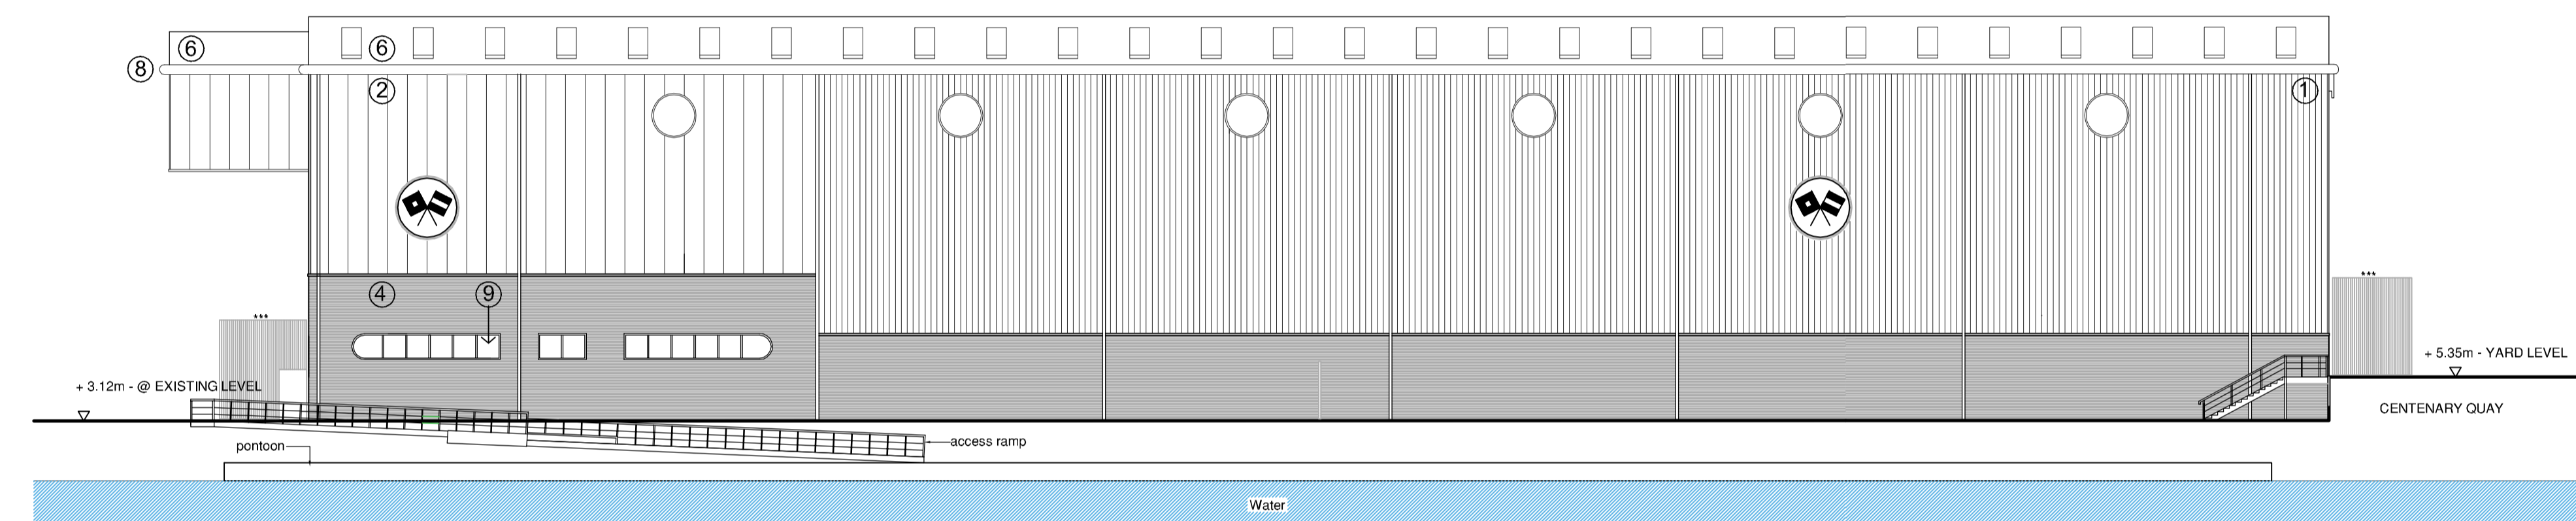 6
6
8
2
1
4
9
***
***
+ 5.35m - YARD LEVEL
+ 3.12m - @ EXISTING LEVEL
CENTENARY QUAY
access ramp
pontoon
Water